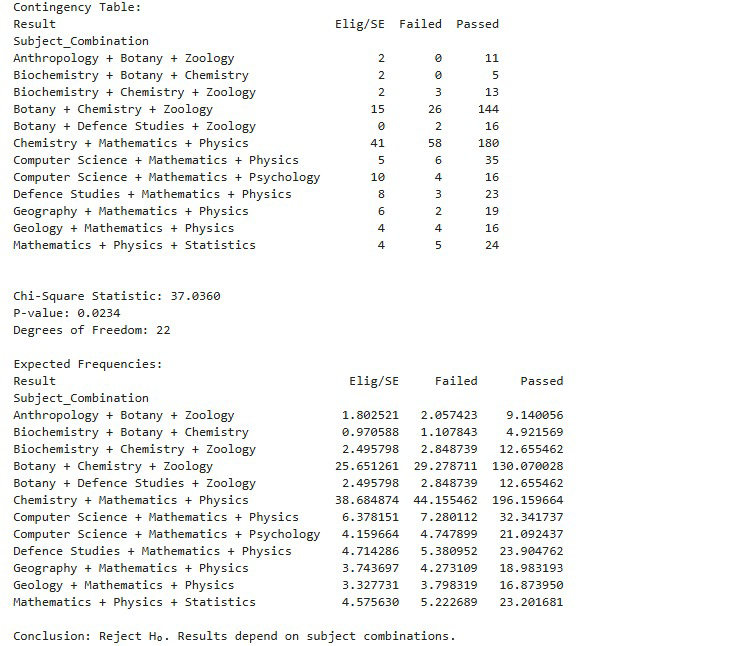 Contingency Table:
Result Elig/SE Failed Passed
Subject_Combination
Anthropology + Botany + Zoology 2 0 11
Biochemistry + Botany + Chemistry 2 0 5
Biochemistry + Chemistry + Zoology 2 3 13
Botany + Chemistry + Zoology 15 26 144
Botany + Defence Studies + Zoology 0 2 16
Chemistry + Mathematics + Physics 41 58 180
Computer Science + Mathematics + Physics 5 6 35
Computer Science + Mathematics + Psychology 10 4 16
Defence Studies + Mathematics + Physics 8 3 23
Geography + Mathematics + Physics 6 2 19
Geology + Mathematics + Physics 4 4 16
Mathematics + Physics + Statistics 4 5 24
Chi-Square Statistic: 37.0360
P-value: 0.0234
Degrees of Freedom: 22
Expected Frequencies:
Result Elig/SE Failed Passed
Subject_Combination
Anthropology + Botany + Zoology 1.802521 2.057423 9.140056
Biochemistry + Botany + Chemistry 0.970588 1.107843 4.921569
Biochemistry + Chemistry + Zoology 2.495798 2.848739 12.655462
Botany + Chemistry + Zoology 25.651261 29.278711 130.070028
Botany + Defence Studies + Zoology 2.495798 2.848739 12.655462
Chemistry + Mathematics + Physics 38.684874 44.155462 196.159664
Computer Science + Mathematics + Physics 6.378151 7.280112 32.341737
Computer Science + Mathematics + Psychology 4.159664 4.747899 21.092437
Defence Studies + Mathematics + Physics 4.714286 5.380952 23.904762
Geography + Mathematics + Physics 3.743697 4.273109 18.983193
Geology + Mathematics + Physics 3.327731 3.798319 16.873950
Mathematics + Physics + Statistics 4.575630 5.222689 23.201681
Conclusion: Reject H₀. Results depend on subject combinations.